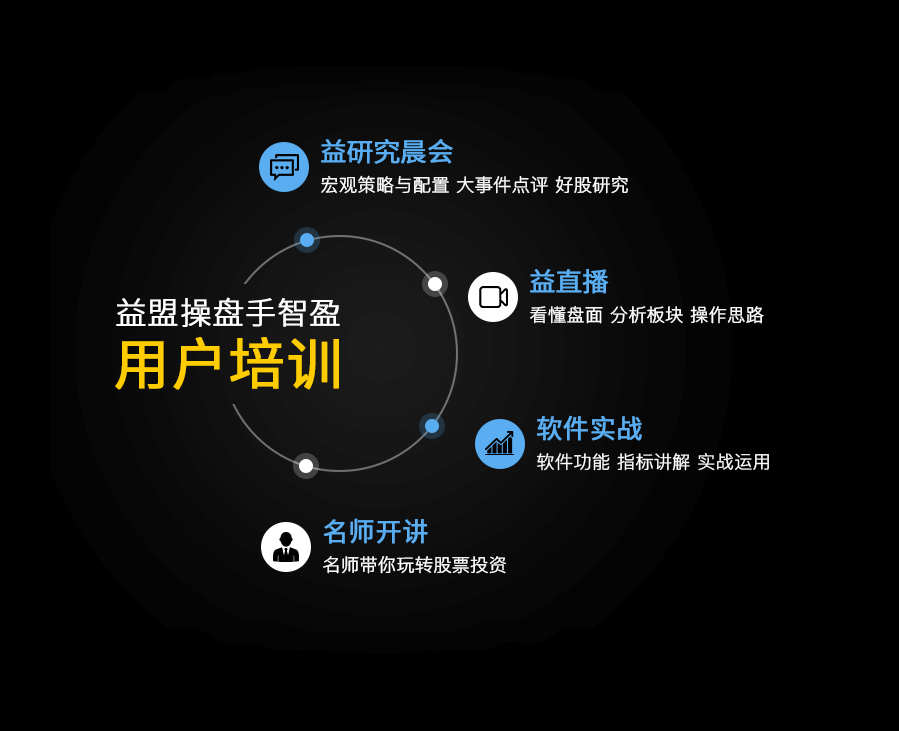 益研究晨会
宏观策略与配置 大事件点评 好股研究
益直播
看懂盘面 分析板块 操作思路
益盟操盘手智盈
用户培训
软件实战
软件功能 指标讲解 实战运用
名师开讲
名师带你玩转股票投资